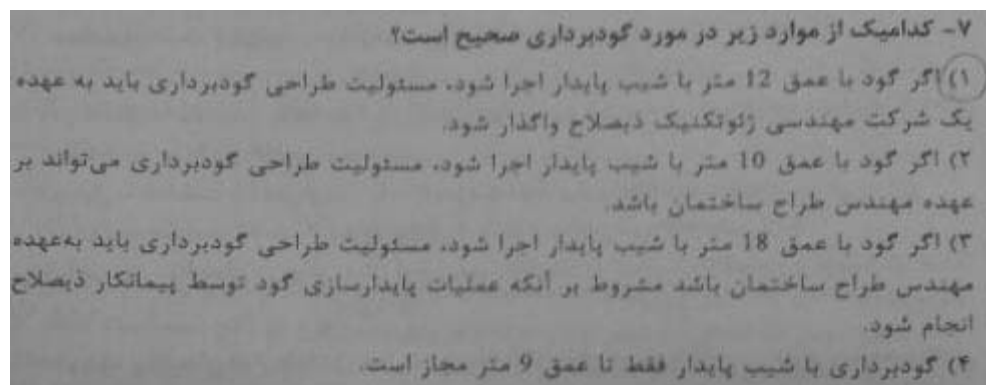 ۷- کدامیک از موارد زیر در مورد گودبرداری صحیح است؟
۱) اگر گود با عمق 12 متر با شیب پایدار اجرا شود، مسئولیت طراحی گودبرداری باید به عهده
یک شرکت مهندسی ژئوتکنیک ذیصلاح واگذار شود.
۲) اگر گود با عمق 10 متر با شیب پایدار اجرا شود، مسئولیت طراحی گودبرداری می‌تواند بر
عهده مهندس طراح ساختمان باشد.
۳) اگر گود با عمق 18 متر با شیب پایدار اجرا شود، مسئولیت طراحی گودبرداری باید به‌عهده
مهندس طراح ساختمان باشد مشروط بر آنکه عملیات پایدارسازی گود توسط پیمانکار ذیصلاح
انجام شود.
۴) گودبرداری با شیب پایدار فقط تا عمق 9 متر مجاز است.